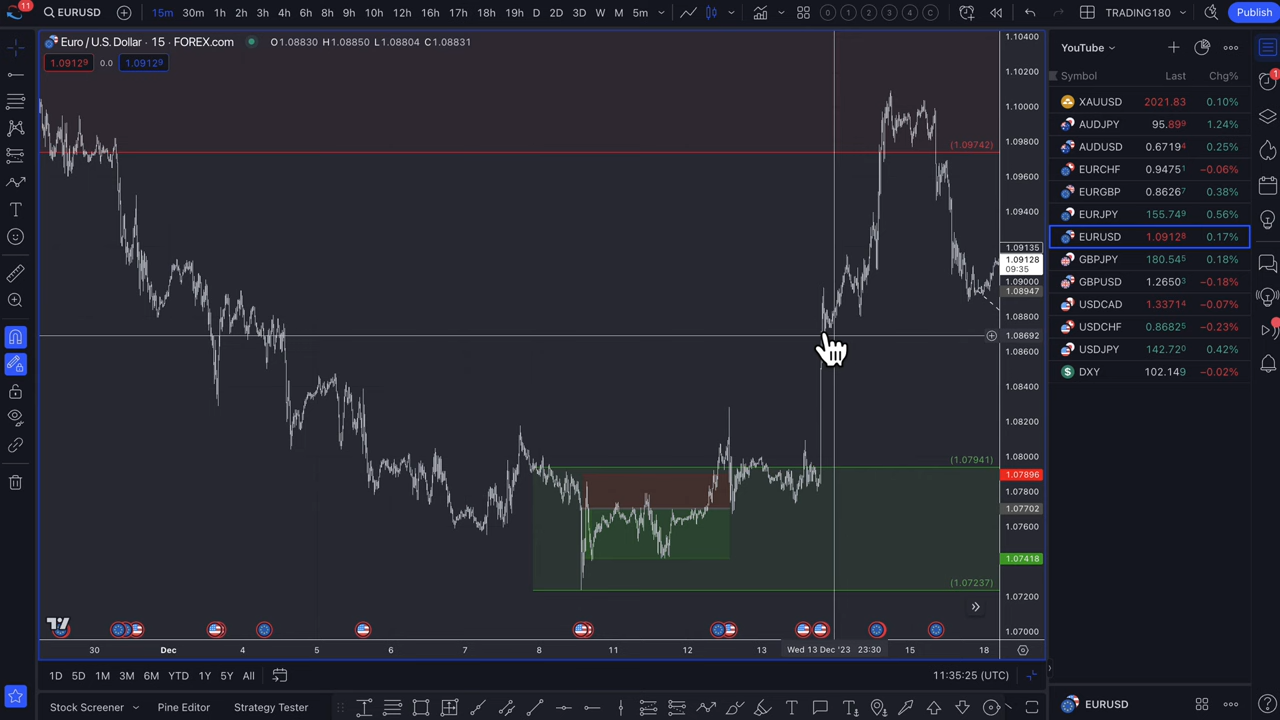 11
EURUSD
15m 30m 1h 2h 3h 4h 6h 8h 9h 10h 12h 161 17h 18h 19h D 2D 3D W M 5m
0 1 2 3 4 C
TRADING180
Publish
Euro / U.S. Dollar · 15 · FOREX.com
O1.08830 H1.08850 L1.08804 C1.08831
1.09129 0.0 1.09129
(1.09742)
(1.07941)
(1.07237)
1.10400
1.10200
1.10000
1.09800
1.09600
1.09400
1.09135
1.09128
09:35
1.09000
1.08947
1.08800
1.08692
1.08600
1.08400
1.08200
1.08000
1.07896
1.07800
1.07702
1.07600
1.07418
1.07200
1.07000
30 Dec 4 5 6 7 8 11 12 13 Wed 13 Dec '23 23:30 15 18
1D 5D 1M 3M 6M YTD 1Y 5Y All
11:35:25 (UTC)
Stock Screener Pine Editor Strategy Tester
YouTube
Symbol Last Chg%
XAUUSD 2021.83 0.10%
AUDJPY 95.899 1.24%
AUDUSD 0.67194 0.25%
EURCHF 0.94751 −0.06%
EURGBP 0.86267 0.38%
EURJPY 155.749 0.56%
EURUSD 1.09128 0.17%
GBPJPY 180.545 0.18%
GBPUSD 1.26503 −0.18%
USDCAD 1.33714 −0.07%
USDCHF 0.86825 −0.23%
USDJPY 142.720 0.42%
DXY 102.149 −0.02%
EURUSD
1